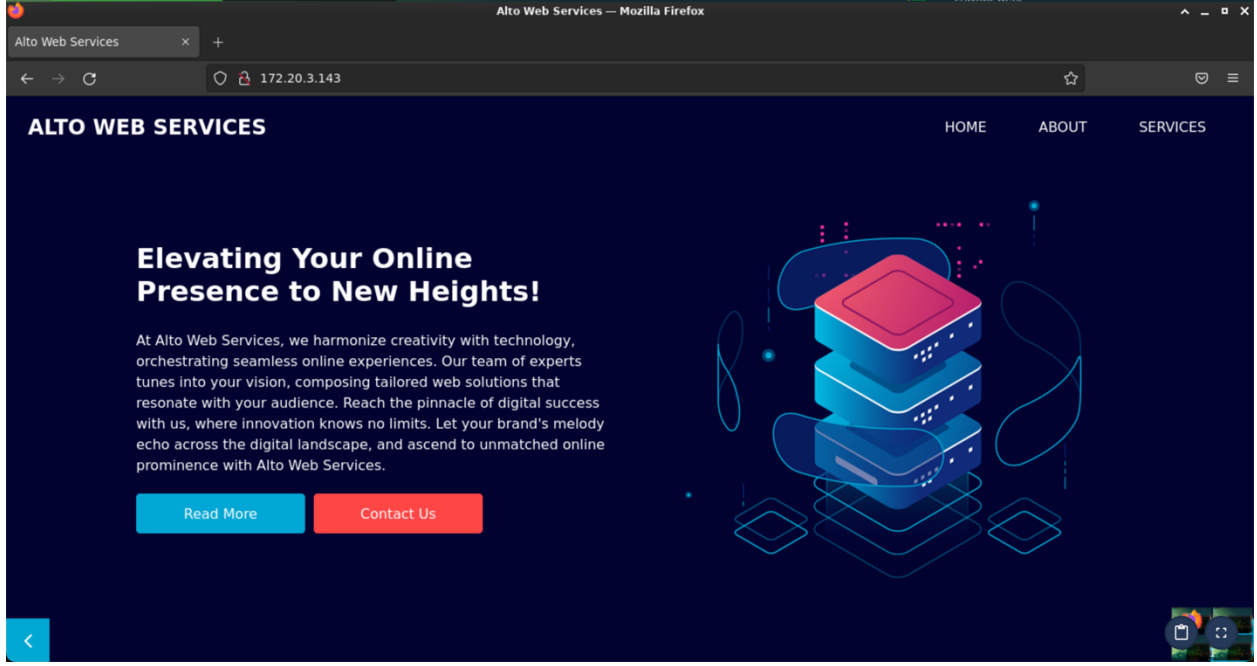 Alto Web Services — Mozilla Firefox
Alto Web Services
172.20.3.143
ALTO WEB SERVICES
HOME
ABOUT
SERVICES
Elevating Your Online
Presence to New Heights!
At Alto Web Services, we harmonize creativity with technology,
orchestrating seamless online experiences. Our team of experts
tunes into your vision, composing tailored web solutions that
resonate with your audience. Reach the pinnacle of digital success
with us, where innovation knows no limits. Let your brand's melody
echo across the digital landscape, and ascend to unmatched online
prominence with Alto Web Services.
Read More
Contact Us